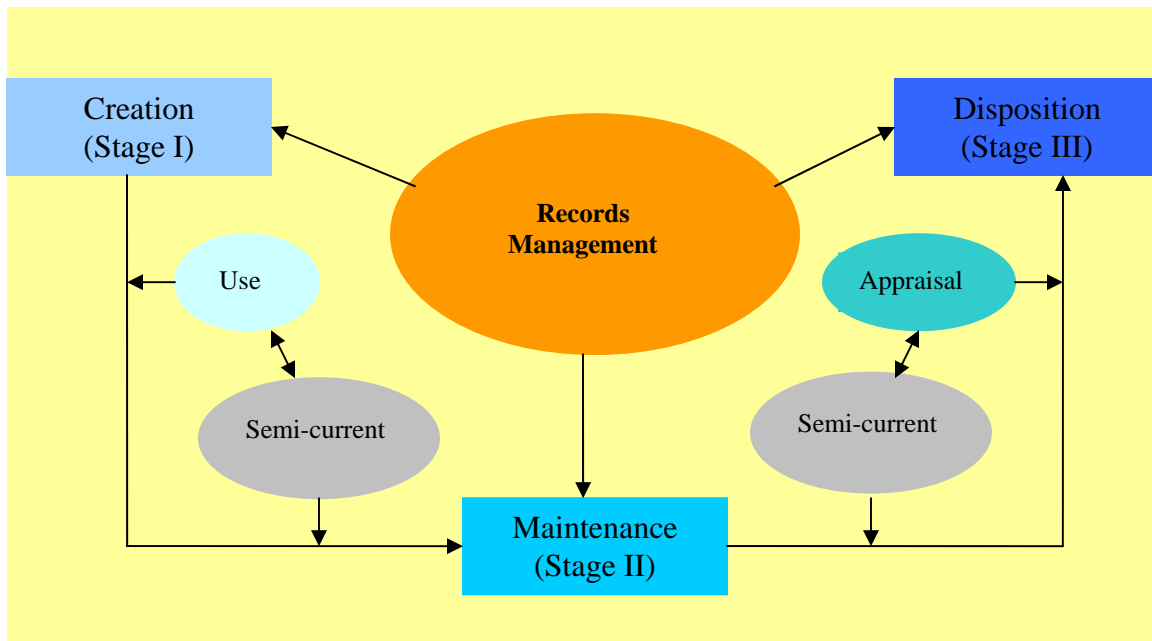 Creation
(Stage I)
Disposition
(Stage III)
Records
Management
Use
Appraisal
Semi-current
Semi-current
Maintenance
(Stage II)